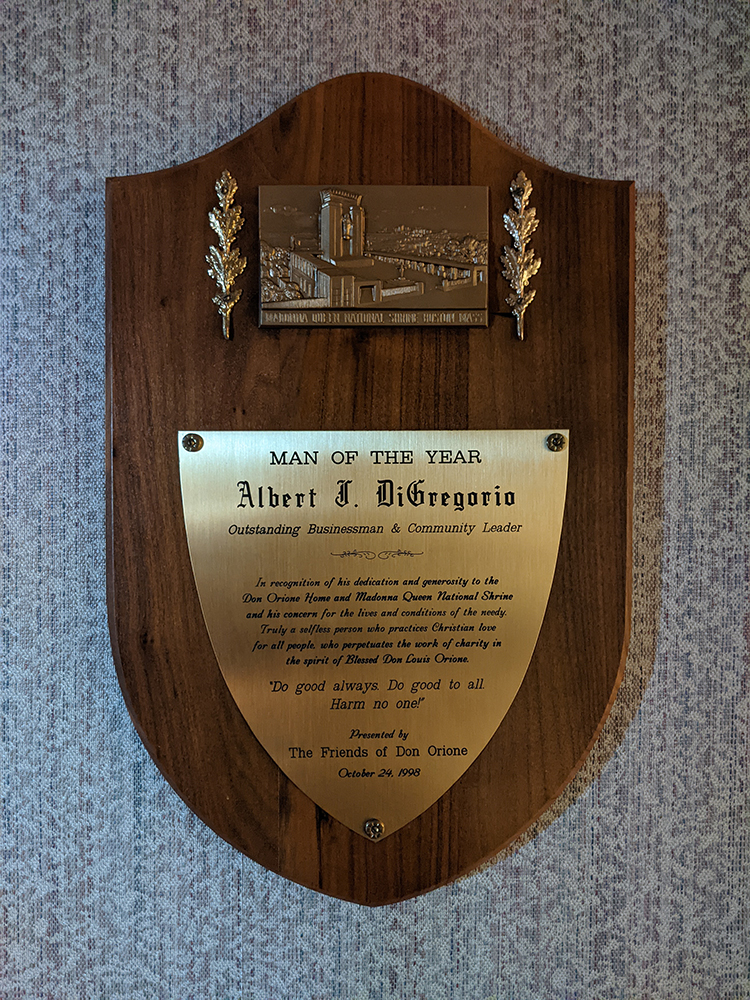 MADONNA QUEEN NATIONAL SHRINE BOSTON MASS
MAN OF THE YEAR
Albert J. DiGregorio
Outstanding Businessman & Community Leader
In recognition of his dedication and generosity to the
Don Orione Home and Madonna Queen National Shrine
and his concern for the lives and conditions of the needy.
Truly a selfless person who practices Christian love
for all people, who perpetuates the work of charity in
the spirit of Blessed Don Louis Orione.
"Do good always. Do good to all.
Harm no one!"
Presented by
The Friends of Don Orione
October 24, 1998